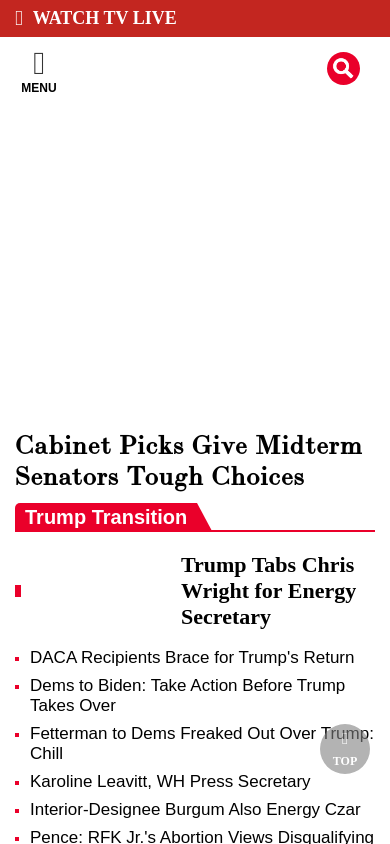 WATCH TV LIVE
MENU
Cabinet Picks Give Midterm
Senators Tough Choices
Trump Transition
Trump Tabs Chris
Wright for Energy
Secretary
DACA Recipients Brace for Trump's Return
Dems to Biden: Take Action Before Trump
Takes Over
Fetterman to Dems Freaked Out Over Trump:
Chill
TOP
Karoline Leavitt, WH Press Secretary
Interior-Designee Burgum Also Energy Czar
Pence: RFK Jr.'s Abortion Views Disqualifying